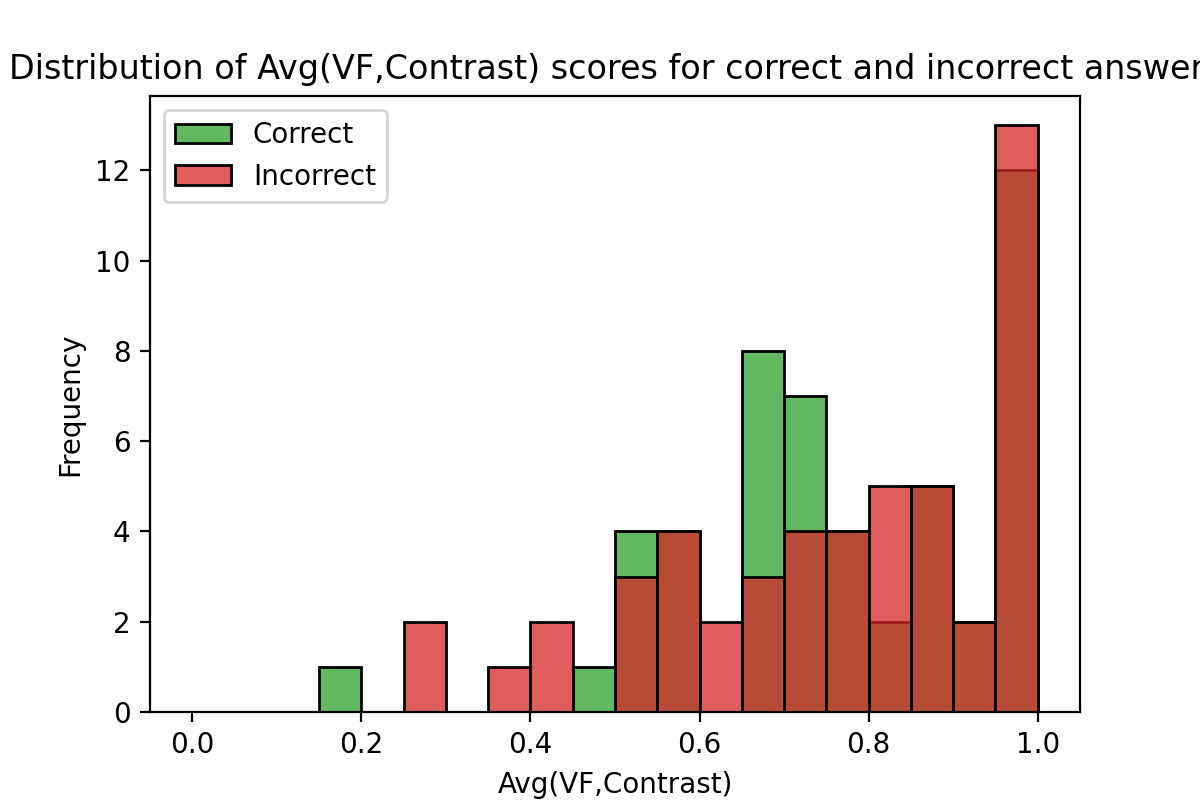 Distribution of Avg(VF,Contrast) scores for correct and incorrect answer
Correct
Incorrect
Frequency
12
10
8
6
4
2
0
0.0 0.2 0.4 0.6 0.8 1.0
Avg(VF,Contrast)